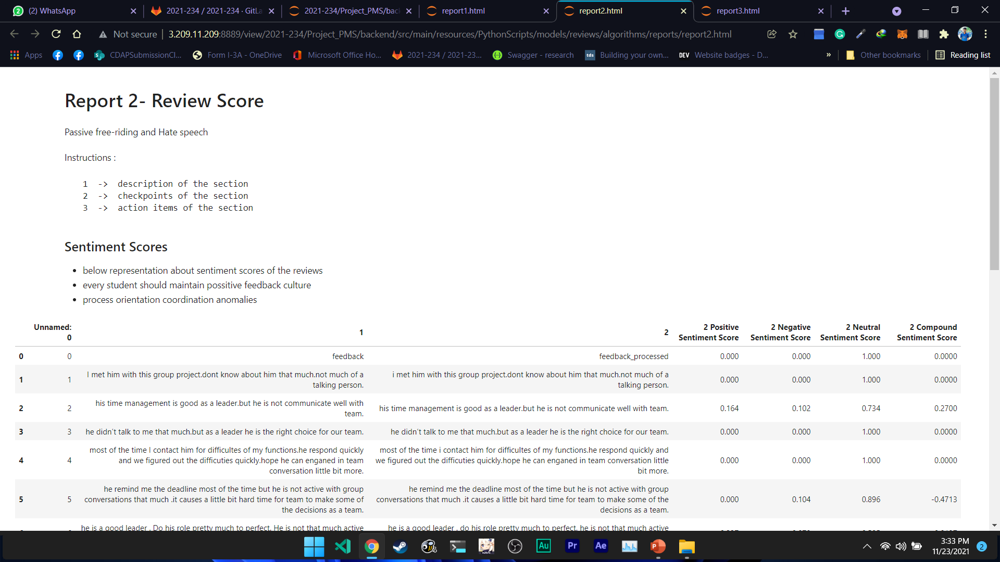 (2) WhatsApp
2021-234 / 2021-234 · GitLa
2021-234/Project_PMS/back
report1.html
report2.html
report3.html
Not secure
3.209.11.209:8889/view/2021-234/Project_PMS/backend/src/main/resources/PythonScripts/models/reviews/algorithms/reports/report2.html
Apps
CDAPSubmissionCl...
Form I-3A - OneDrive
Microsoft Office Ho...
2021-234 / 2021-23...
Swagger - research
tds
Building your own...
DEV
Website badges - D...
»
Other bookmarks
Reading list
Report 2- Review Score
Passive free-riding and Hate speech
Instructions :
1 -> description of the section
2 -> checkpoints of the section
3 -> action items of the section
Sentiment Scores
• below representation about sentiment scores of the reviews
• every student should maintain possitive feedback culture
• process orientation coordination anomalies
Unnamed: 0
1
2
2 Positive Sentiment Score
2 Negative Sentiment Score
2 Neutral Sentiment Score
2 Compound Sentiment Score
0 0 feedback feedback_processed 0.000 0.000 1.000 0.0000
1 1
I met him with this group project.dont know about him that much.not much of a
talking person.
i met him with this group project.dont know about him that much.not much of a
talking person.
0.000 0.000 1.000 0.0000
2 2
his time management is good as a leader.but he is not communicate well with
team.
his time management is good as a leader.but he is not communicate well with team.
0.164 0.102 0.734 0.2700
3 3
he didn't talk to me that much.but as a leader he is the right choice for our team.
he didn't talk to me that much.but as a leader he is the right choice for our team.
0.000 0.000 1.000 0.0000
4 4
most of the time I contact him for difficultes of my functions.he respond quickly
and we figured out the difficuties quickly.hope he can enganed in team
conversation little bit more.
most of the time i contact him for difficultes of my functions.he respond quickly and
we figured out the difficuties quickly.hope he can enganed in team conversation little
bit more.
0.000 0.000 1.000 0.0000
5 5
he remind me the deadline most of the time but he is not active with group
conversations that much .it causes a little bit hard time for team to make some of
the decisions as a team.
he remind me the deadline most of the time but he is not active with group
conversations that much .it causes a little bit hard time for team to make some of the
decisions as a team.
0.000 0.104 0.896 -0.4713
he is a good leader . Do his role pretty much to perfect. He is not that much active
he is a good leader . do his role pretty much to perfect. he is not that much active
Au
Pr
Ae
3:33 PM
11/23/2021
2